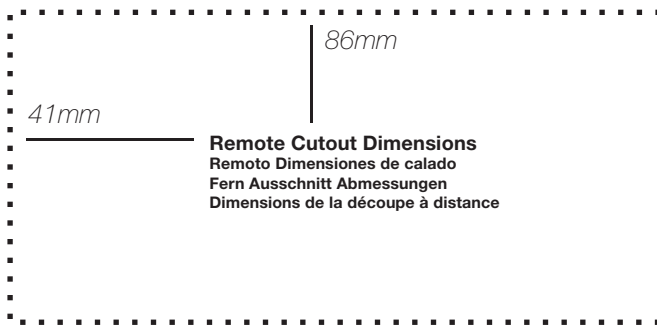 86mm
41mm
Remote Cutout Dimensions
Remoto Dimensiones de calado
Fern Ausschnitt Abmessungen
Dimensions de la découpe à distance